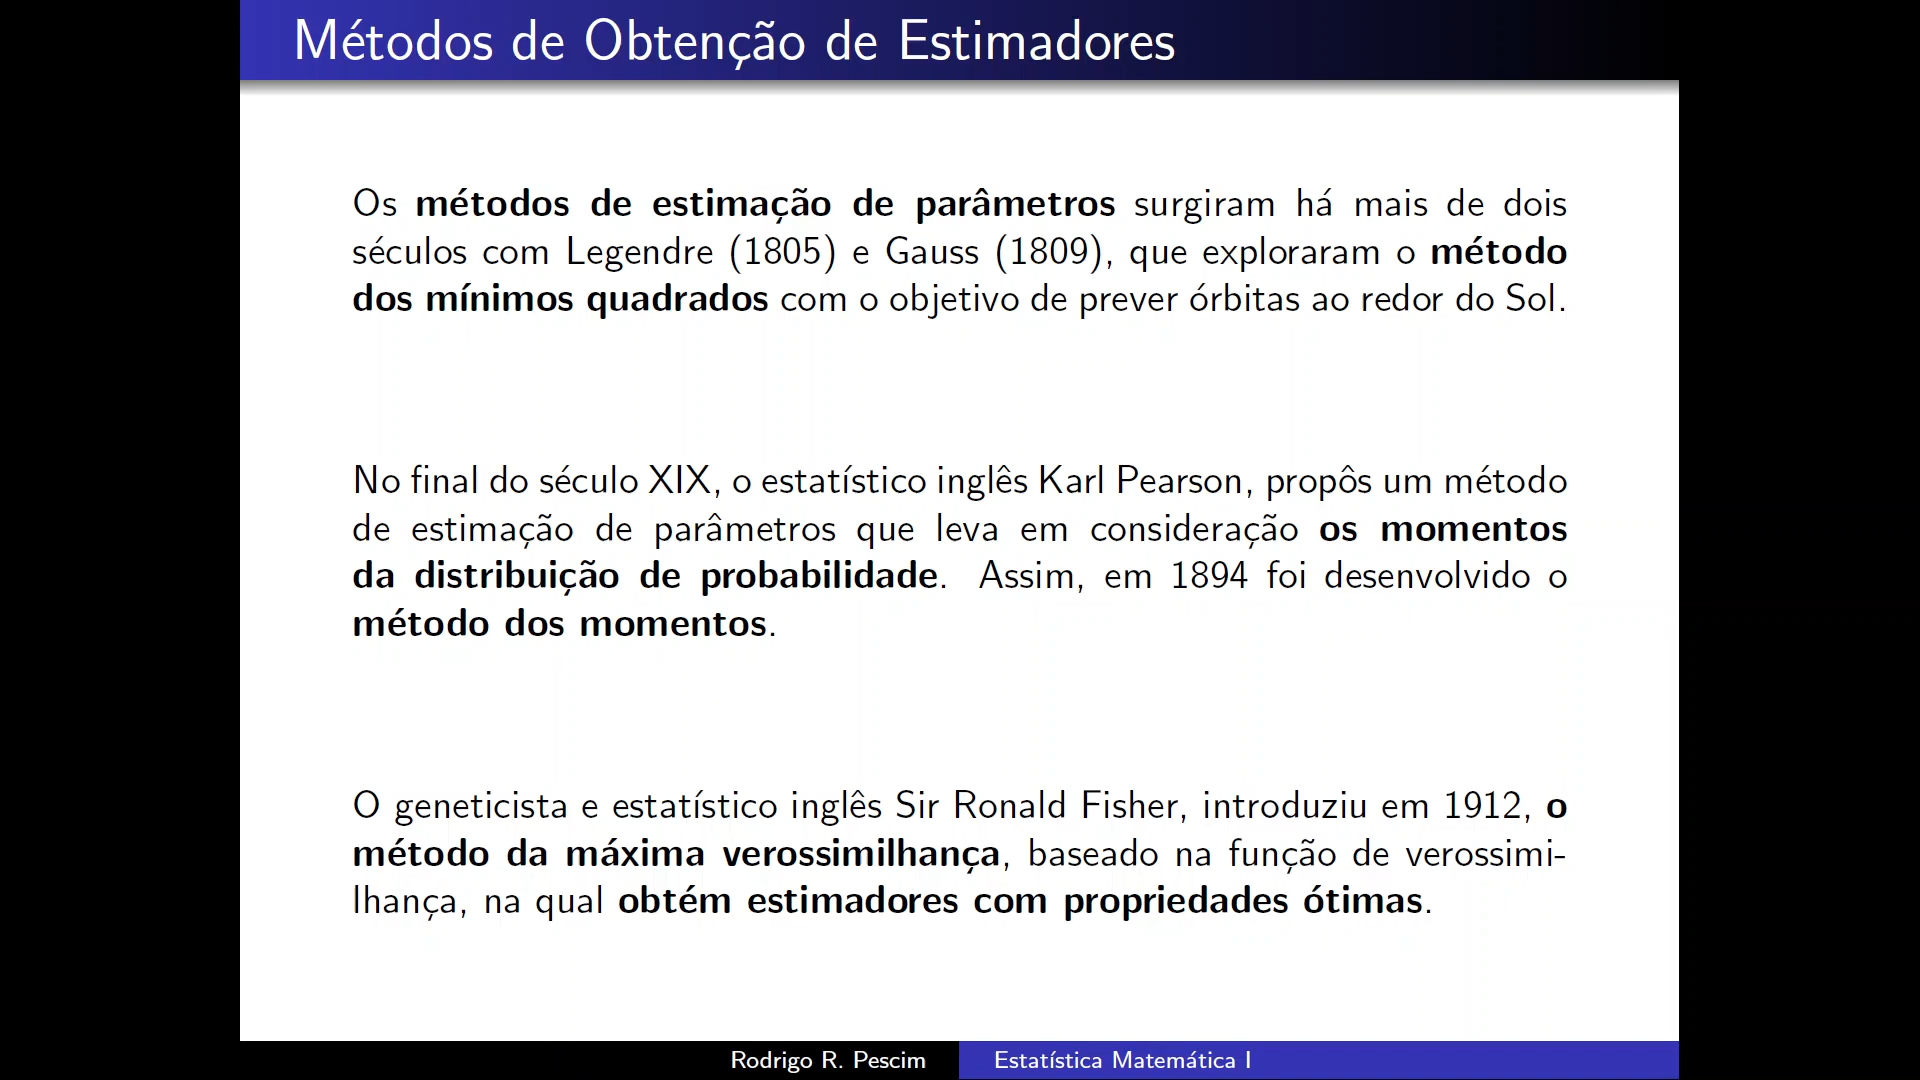 Métodos de Obtenção de Estimadores
Os métodos de estimação de parâmetros surgiram há mais de dois
séculos com Legendre (1805) e Gauss (1809), que exploraram o método
dos mínimos quadrados com o objetivo de prever órbitas ao redor do Sol.
No final do século XIX, o estatístico inglês Karl Pearson, propôs um método
de estimação de parâmetros que leva em consideração os momentos
da distribuição de probabilidade. Assim, em 1894 foi desenvolvido o
método dos momentos.
O geneticista e estatístico inglês Sir Ronald Fisher, introduziu em 1912, o
método da máxima verossimilhança, baseado na função de verossimi-
lhança, na qual obtém estimadores com propriedades ótimas.
Rodrigo R. Pescim
Estatística Matemática I